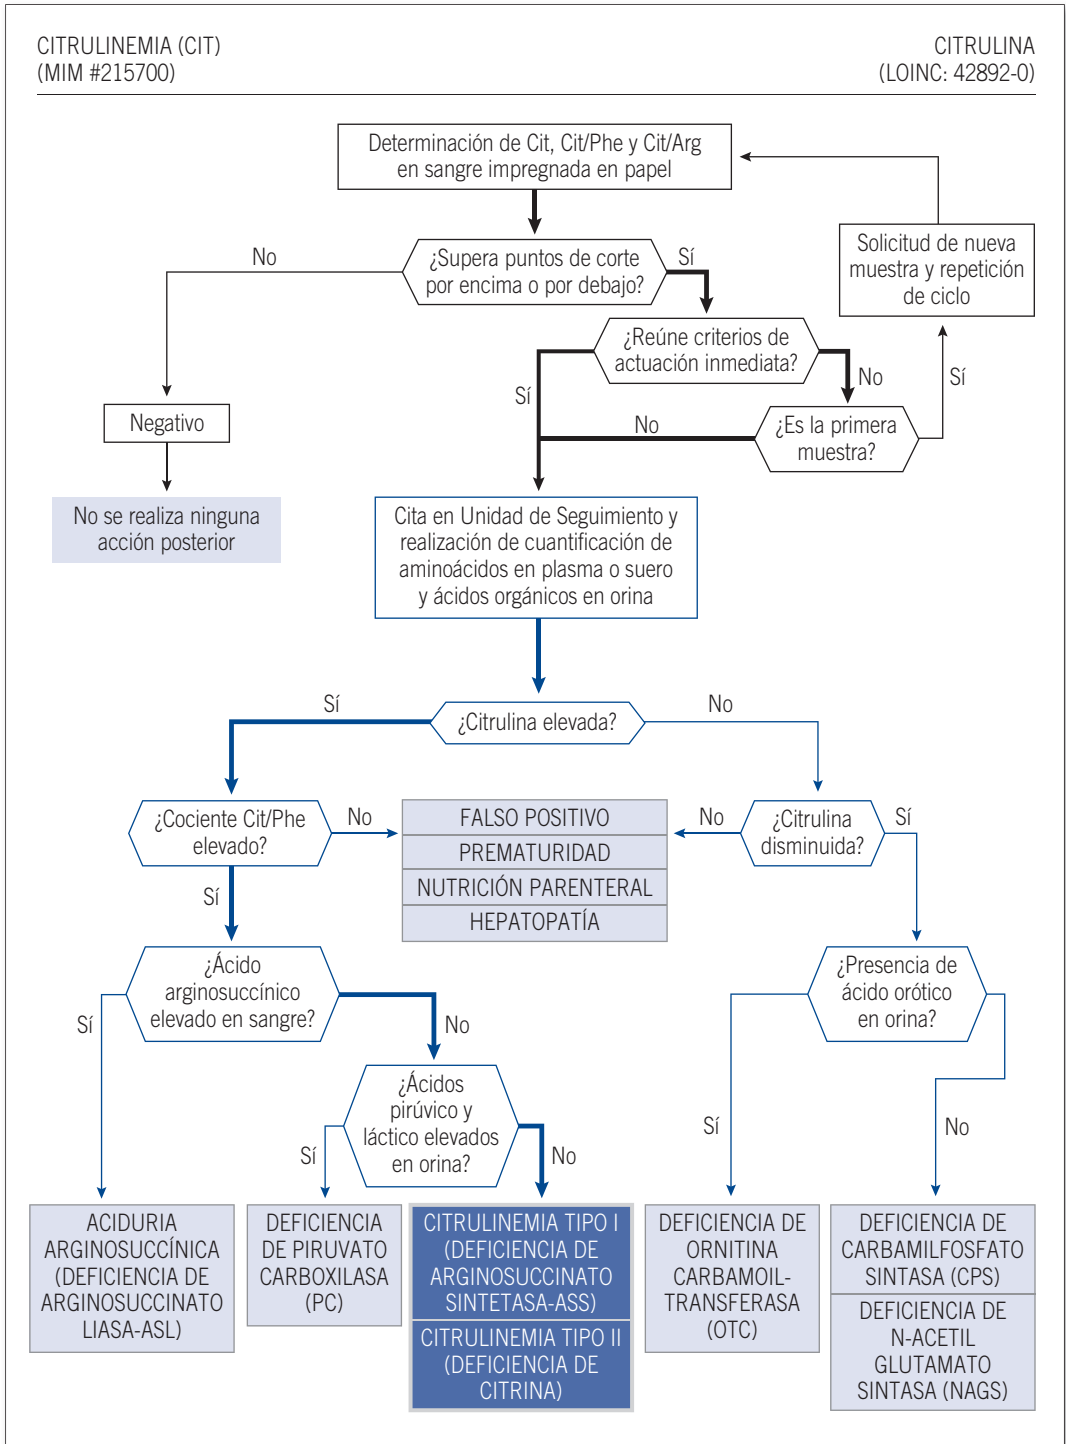 CITRULINEMIA (CIT)
(MIM #215700)
CITRULINA
(LOINC: 42892-0)
Determinación de Cit, Cit/Phe y Cit/Arg
en sangre impregnada en papel
Solicitud de nueva
muestra y repetición
de ciclo
No
¿Supera puntos de corte
por encima o por debajo?
Sí
¿Reúne criterios de
actuación inmediata?
Sí
No
Sí
Negativo
No
¿Es la primera
muestra?
No se realiza ninguna
acción posterior
Cita en Unidad de Seguimiento y
realización de cuantificación de
aminoácidos en plasma o suero
y ácidos orgánicos en orina
Sí
¿Citrulina elevada?
No
¿Cociente Cit/Phe
elevado?
No
FALSO POSITIVO
PREMATURIDAD
NUTRICIÓN PARENTERAL
HEPATOPATÍA
No
¿Citrulina
disminuida?
Sí
Sí
¿Ácido
arginosuccínico
elevado en sangre?
Sí
No
¿Presencia de
ácido orótico
en orina?
¿Ácidos
pirúvico y
láctico elevados
en orina?
Sí
No
Sí
No
ACIDURIA
ARGINOSUCCÍNICA
(DEFICIENCIA DE
ARGINOSUCCINATO
LIASA-ASL)
DEFICIENCIA
DE PIRUVATO
CARBOXILASA
(PC)
CITRULINEMIA TIPO I
(DEFICIENCIA DE
ARGINOSUCCINATO
SINTETASA-ASS)
CITRULINEMIA TIPO II
(DEFICIENCIA DE
CITRINA)
DEFICIENCIA DE
ORNITINA
CARBAMOIL-
TRANSFERASA
(OTC)
DEFICIENCIA DE
CARBAMILFOSFATO
SINTASA (CPS)
DEFICIENCIA DE
N-ACETIL
GLUTAMATO
SINTASA (NAGS)